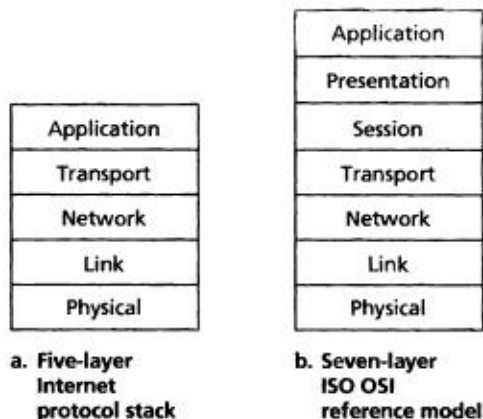 Application
Transport
Network
Link
Physical
a. Five-layer
Internet
protocol stack
Application
Presentation
Session
Transport
Network
Link
Physical
b. Seven-layer
ISO OSI
reference model